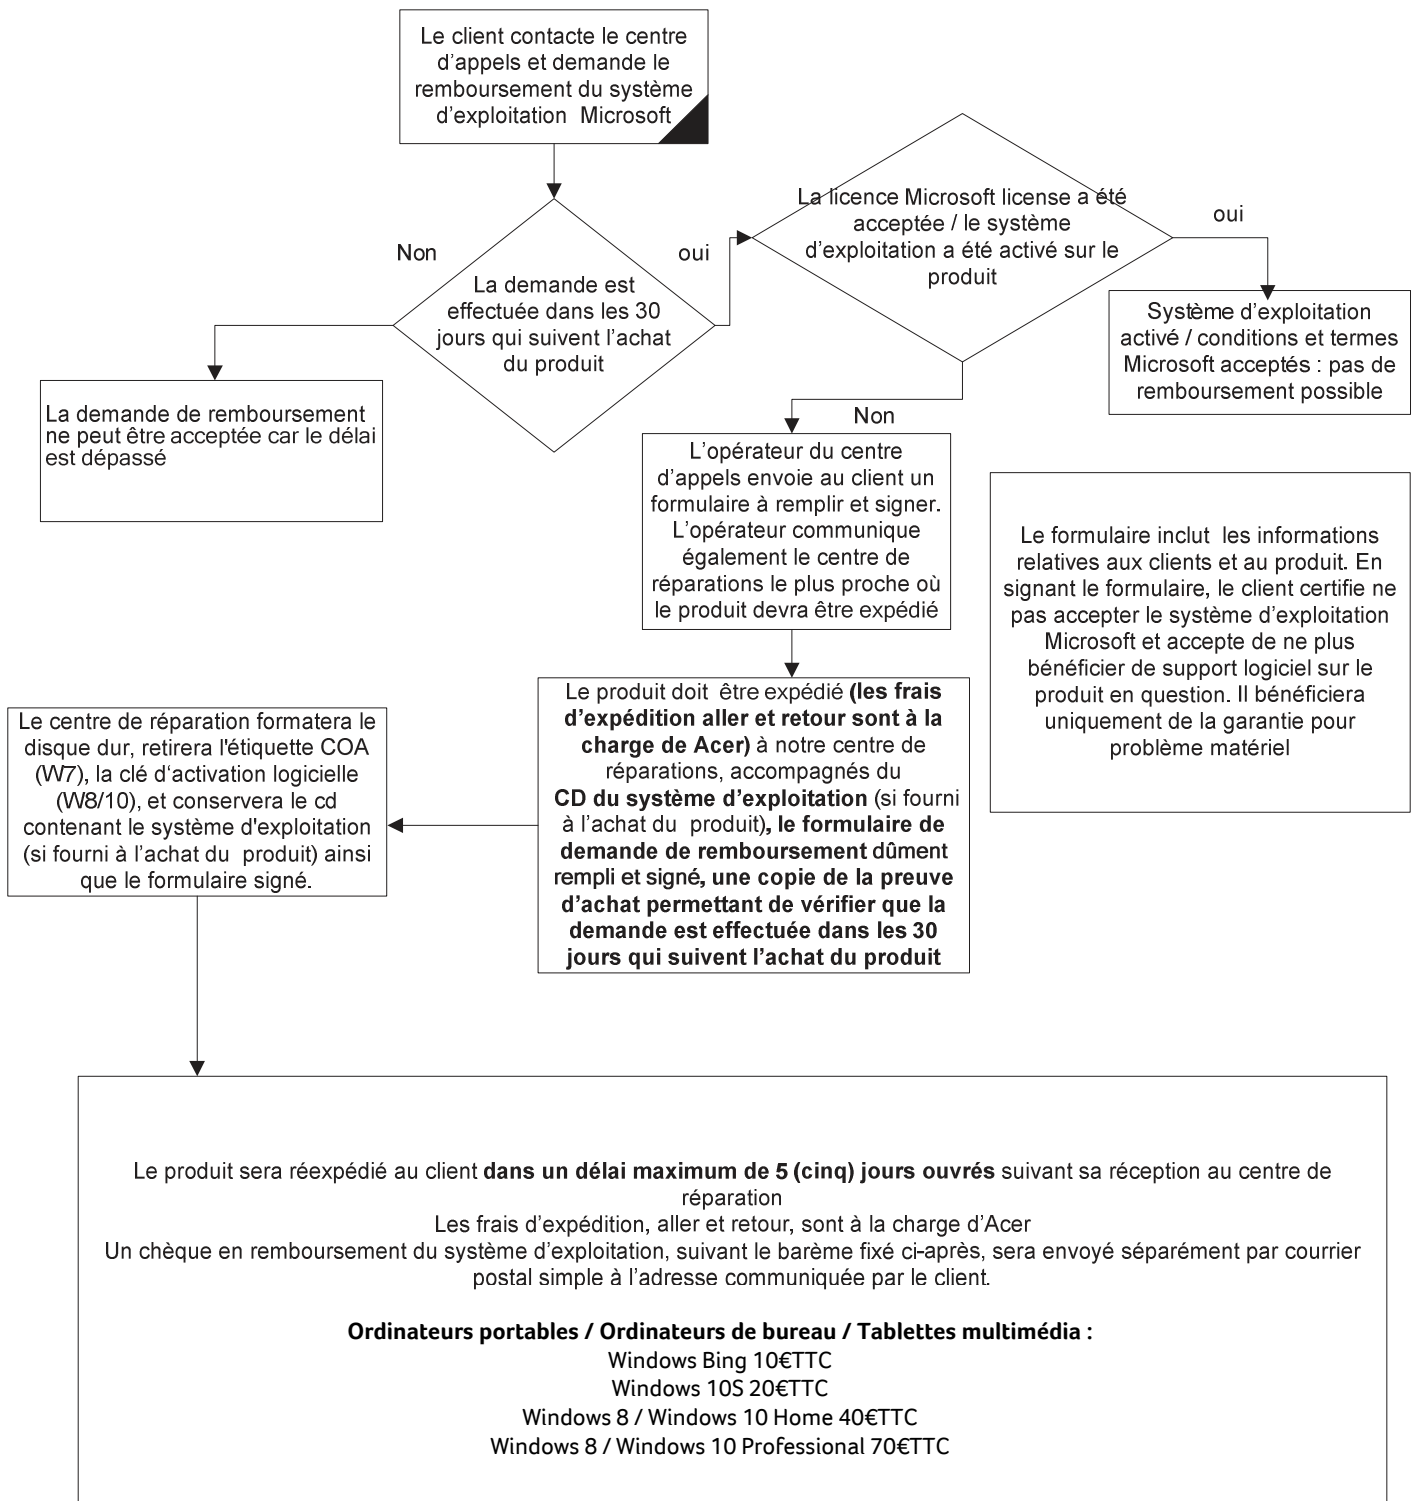 Le client contacte le centre
d'appels et demande le
remboursement du système
d'exploitation Microsoft
Non
oui
La demande est
effectuée dans les 30
jours qui suivent l'achat
du produit
La licence Microsoft license a été
acceptée / le système
d'exploitation a été activé sur le
produit
oui
Système d'exploitation
activé / conditions et termes
Microsoft acceptés : pas de
remboursement possible
La demande de remboursement
ne peut être acceptée car le délai
est dépassé
Non
L'opérateur du centre
d'appels envoie au client un
formulaire à remplir et signer.
L'opérateur communique
également le centre de
réparations le plus proche où
le produit devra être expédié
Le formulaire inclut les informations
relatives aux clients et au produit. En
signant le formulaire, le client certifie ne
pas accepter le système d'exploitation
Microsoft et accepte de ne plus
bénéficier de support logiciel sur le
produit en question. Il bénéficiera
uniquement de la garantie pour
problème matériel
Le produit doit être expédié (les frais
d'expédition aller et retour sont à la
charge de Acer) à notre centre de
réparations, accompagnés du
CD du système d'exploitation (si fourni
à l'achat du produit), le formulaire de
demande de remboursement dûment
rempli et signé, une copie de la preuve
d'achat permettant de vérifier que la
demande est effectuée dans les 30
jours qui suivent l'achat du produit
Le centre de réparation formatera le
disque dur, retirera l'étiquette COA
(W7), la clé d'activation logicielle
(W8/10), et conservera le cd
contenant le système d'exploitation
(si fourni à l'achat du produit) ainsi
que le formulaire signé.
Le produit sera réexpédié au client dans un délai maximum de 5 (cinq) jours ouvrés suivant sa réception au centre de
réparation
Les frais d'expédition, aller et retour, sont à la charge d'Acer
Un chèque en remboursement du système d'exploitation, suivant le barème fixé ci-après, sera envoyé séparément par courrier
postal simple à l'adresse communiquée par le client.
Ordinateurs portables / Ordinateurs de bureau / Tablettes multimédia :
Windows Bing 10€TTC
Windows 10S 20€TTC
Windows 8 / Windows 10 Home 40€TTC
Windows 8 / Windows 10 Professional 70€TTC